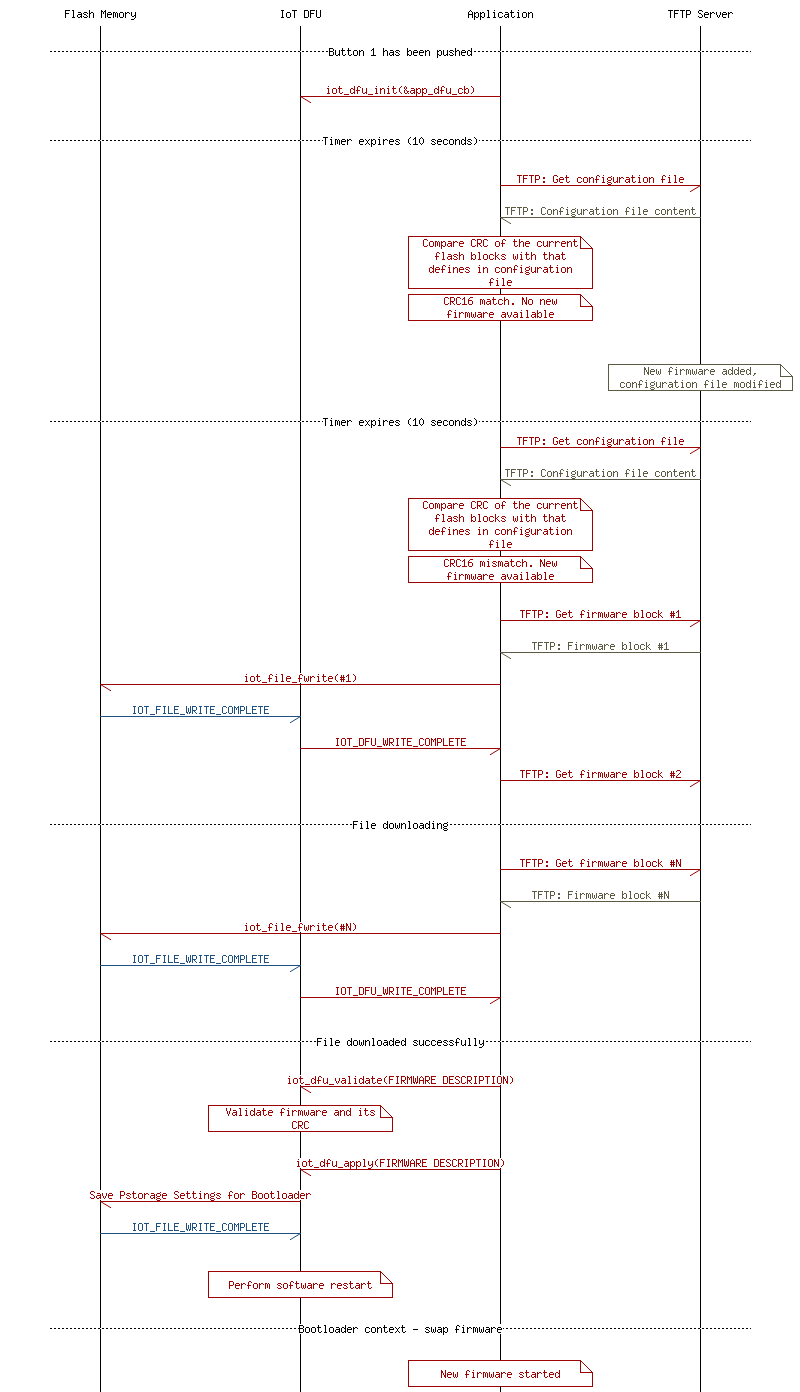 Flash Memory IoT DFU Application TFTP Server
Button 1 has been pushed
iot_dfu_init(&app_dfu_cb)
Timer expires (10 seconds)
TFTP: Get configuration file
TFTP: Configuration file content
Compare CRC of the current
flash blocks with that
defines in configuration
file
CRC16 match. No new
firmware available
New firmware added,
configuration file modified
Timer expires (10 seconds)
TFTP: Get configuration file
TFTP: Configuration file content
Compare CRC of the current
flash blocks with that
defines in configuration
file
CRC16 mismatch. New
firmware available
TFTP: Get firmware block #1
TFTP: Firmware block #1
iot_file_fwrite(#1)
IOT_FILE_WRITE_COMPLETE
IOT_DFU_WRITE_COMPLETE
TFTP: Get firmware block #2
File downloading
TFTP: Get firmware block #N
TFTP: Firmware block #N
iot_file_fwrite(#N)
IOT_FILE_WRITE_COMPLETE
IOT_DFU_WRITE_COMPLETE
File downloaded successfully
iot_dfu_validate(FIRMWARE DESCRIPTION)
Validate firmware and its
CRC
iot_dfu_apply(FIRMWARE DESCRIPTION)
Save Pstorage Settings for Bootloader
IOT_FILE_WRITE_COMPLETE
Perform software restart
Bootloader context - swap firmware
New firmware started